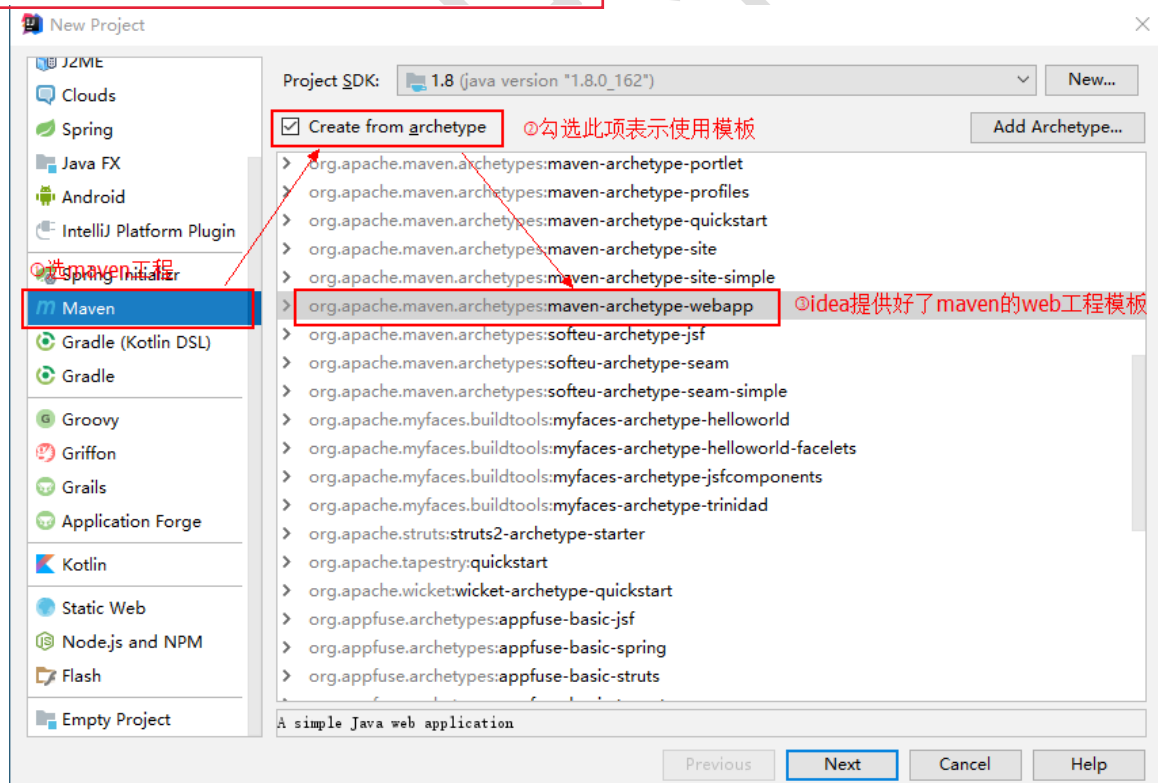 New Project
J2ME
Clouds
Spring
Java FX
Android
IntelliJ Platform Plugin
①选maven工程
Spring Initializr
Maven
Gradle (Kotlin DSL)
Gradle
Groovy
Griffon
Grails
Application Forge
Kotlin
Static Web
Node.js and NPM
Flash
Empty Project
Project SDK: 1.8 (java version "1.8.0_162") New...
Create from archetype ②勾选此项表示使用模板 Add Archetype...
org.apache.maven.archetypes:maven-archetype-portlet
org.apache.maven.archetypes:maven-archetype-profiles
org.apache.maven.archetypes:maven-archetype-quickstart
org.apache.maven.archetypes:maven-archetype-site
org.apache.maven.archetypes:maven-archetype-site-simple
org.apache.maven.archetypes:maven-archetype-webapp ③idea提供好了maven的web工程模板
org.apache.maven.archetypes:softeu-archetype-jsf
org.apache.maven.archetypes:softeu-archetype-seam
org.apache.maven.archetypes:softeu-archetype-seam-simple
org.apache.myfaces.buildtools:myfaces-archetype-helloworld
org.apache.myfaces.buildtools:myfaces-archetype-helloworld-facelets
org.apache.myfaces.buildtools:myfaces-archetype-jsfcomponents
org.apache.myfaces.buildtools:myfaces-archetype-trinidad
org.apache.struts:struts2-archetype-starter
org.apache.tapestry:quickstart
org.apache.wicket:wicket-archetype-quickstart
org.appfuse.archetypes:appfuse-basic-jsf
org.appfuse.archetypes:appfuse-basic-spring
org.appfuse.archetypes:appfuse-basic-struts
A simple Java web application
Previous Next Cancel Help